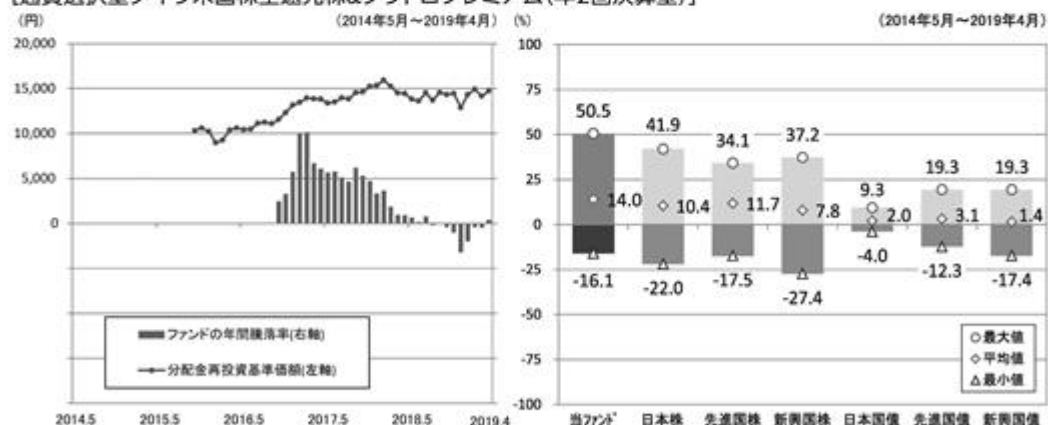 (円)
(2014年5月～2019年4月)
20,000
15,000
10,000
5,000
0
ファンドの年間騰落率(右軸)
分配金再投資基準価額(左軸)
2014.5 2015.5 2016.5 2017.5 2018.5 2019.4
(%)
(2014年5月～2019年4月)
100
75
50
25
0
-25
-50
-75
-100
50.5 41.9 34.1 37.2 9.3 19.3 19.3
14.0 10.4 11.7 7.8 2.0 3.1 1.4
-16.1 -22.0 -17.5 -27.4 -4.0 -12.3 -17.4
最大値
平均値
最小値
当ファンド 日本株 先進国株 新興国株 日本国債 先進国債 新興国債